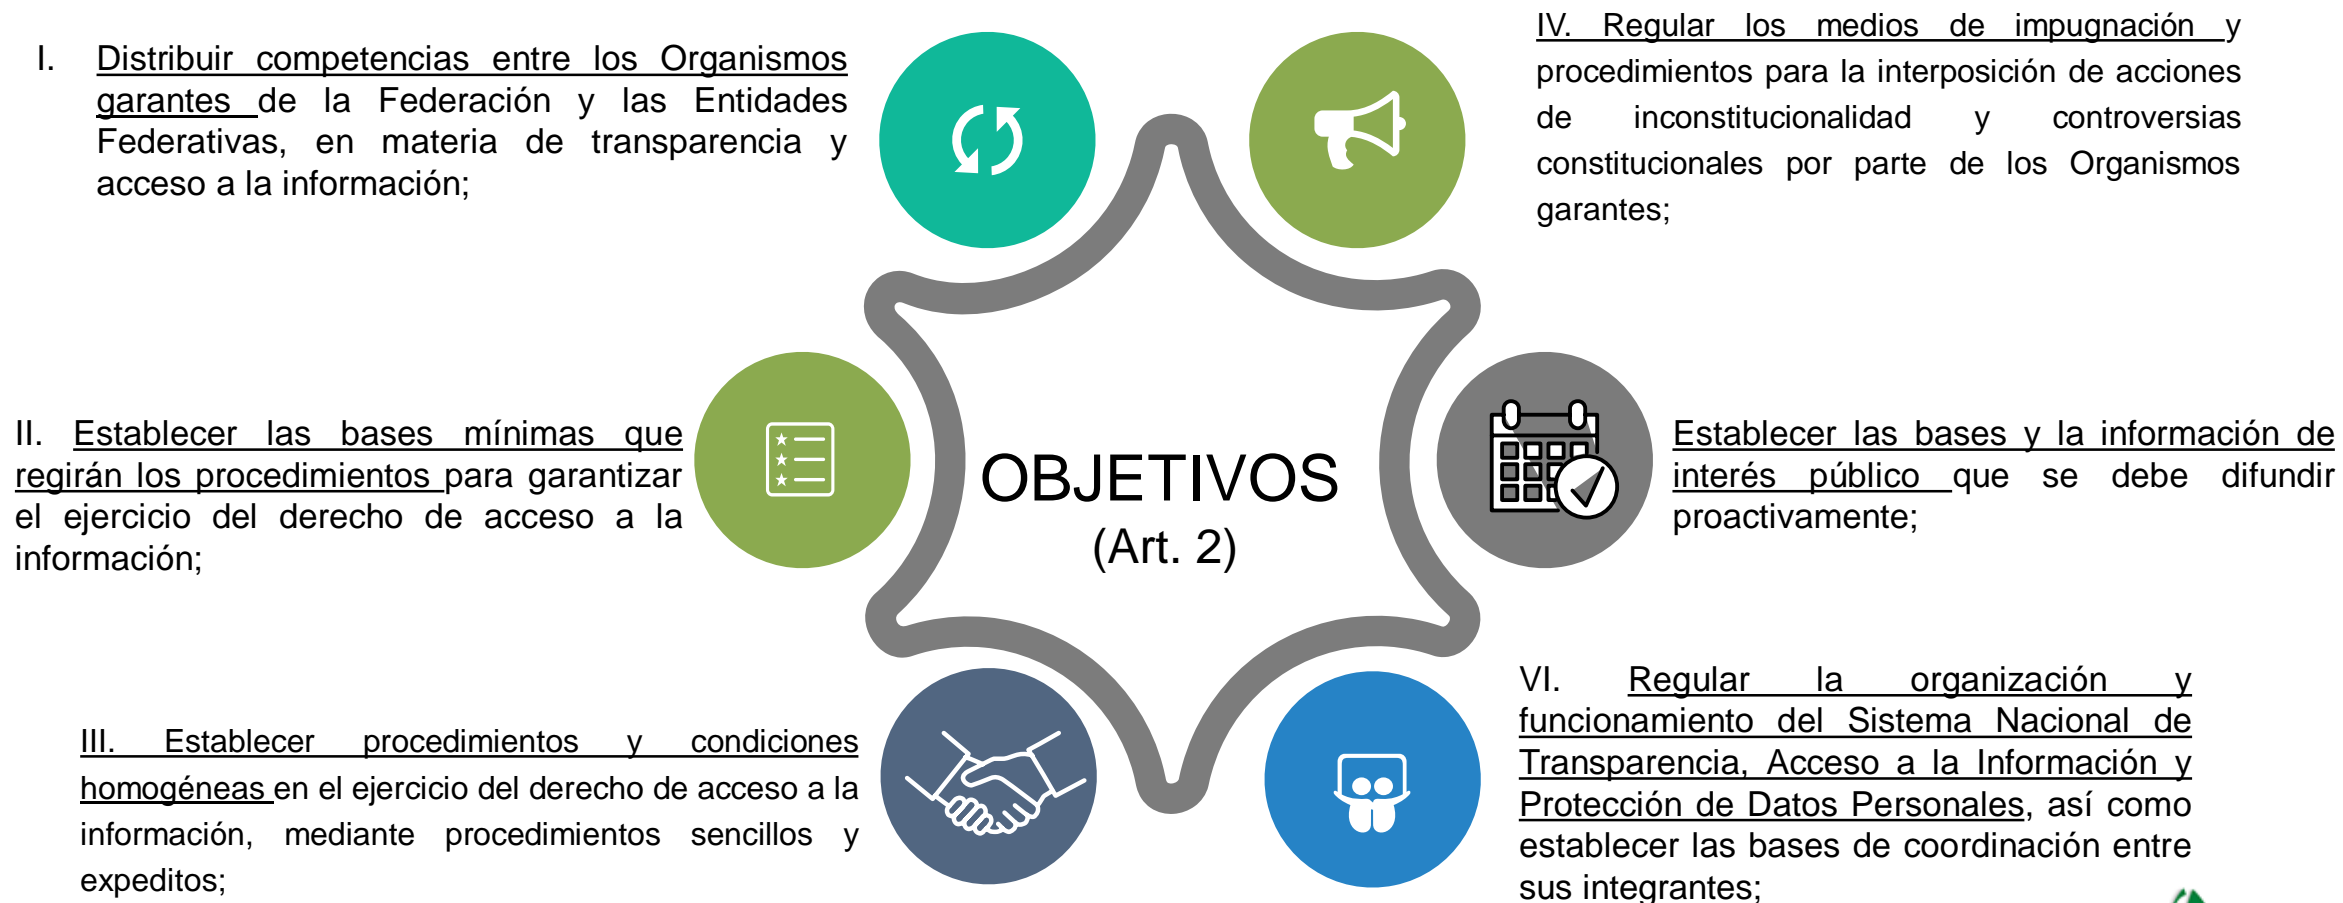 I. Distribuir competencias entre los Organismos
garantes de la Federación y las Entidades
Federativas, en materia de transparencia y
acceso a la información;
II. Establecer las bases mínimas que
regirán los procedimientos para garantizar
el ejercicio del derecho de acceso a la
información;
III. Establecer procedimientos y condiciones
homogéneas en el ejercicio del derecho de acceso a la
información, mediante procedimientos sencillos y
expeditos;
OBJETIVOS
(Art. 2)
IV. Regular los medios de impugnación y
procedimientos para la interposición de acciones
de inconstitucionalidad y controversias
constitucionales por parte de los Organismos
garantes;
Establecer las bases y la información de
interés público que se debe difundir
proactivamente;
VI. Regular la organización y
funcionamiento del Sistema Nacional de
Transparencia, Acceso a la Información y
Protección de Datos Personales, así como
establecer las bases de coordinación entre
sus integrantes;